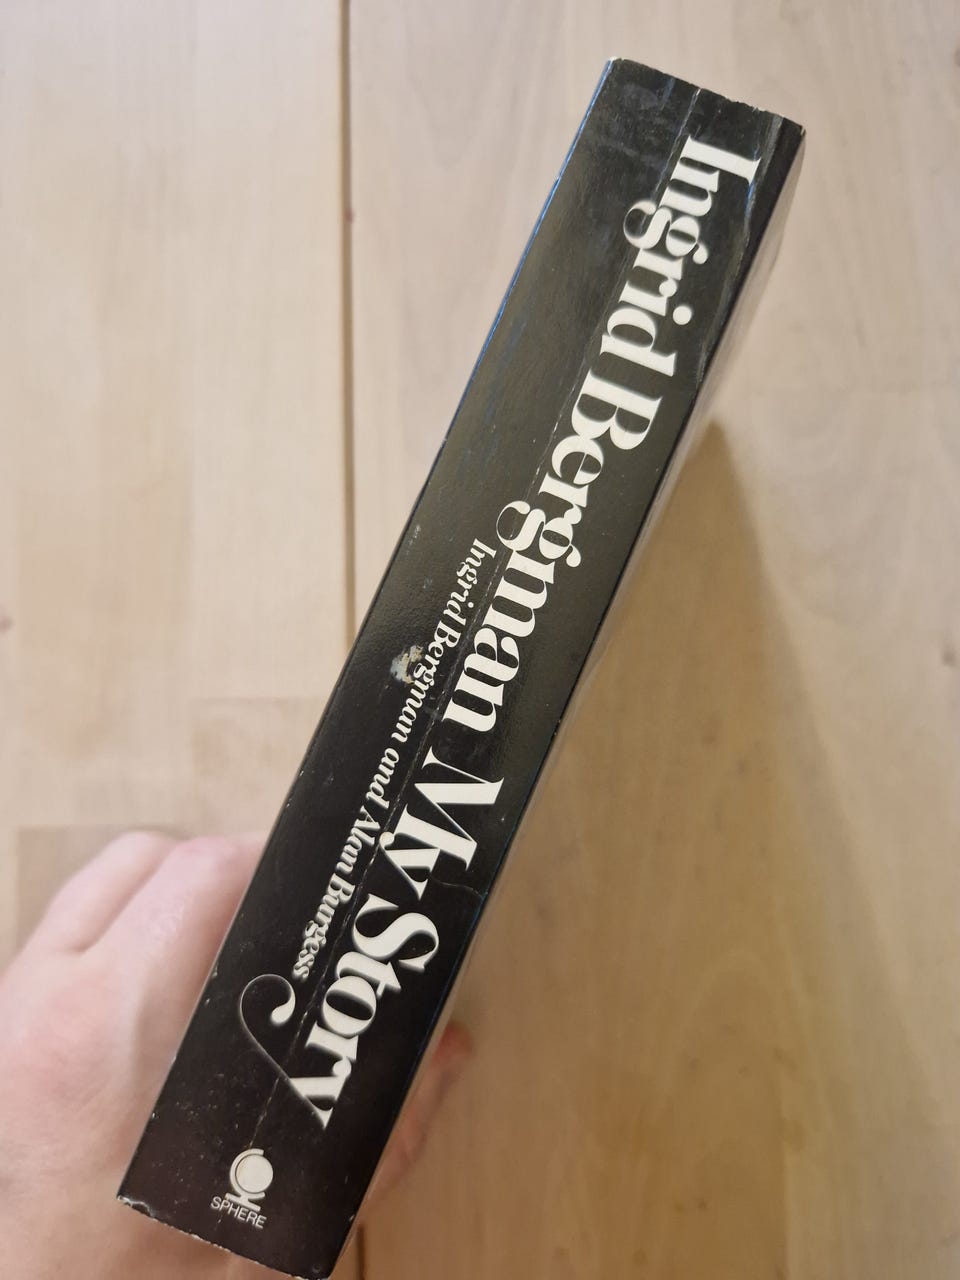 Ingrid Bergman My Story
Ingrid Bergman and Alan Burgess
SPHERE